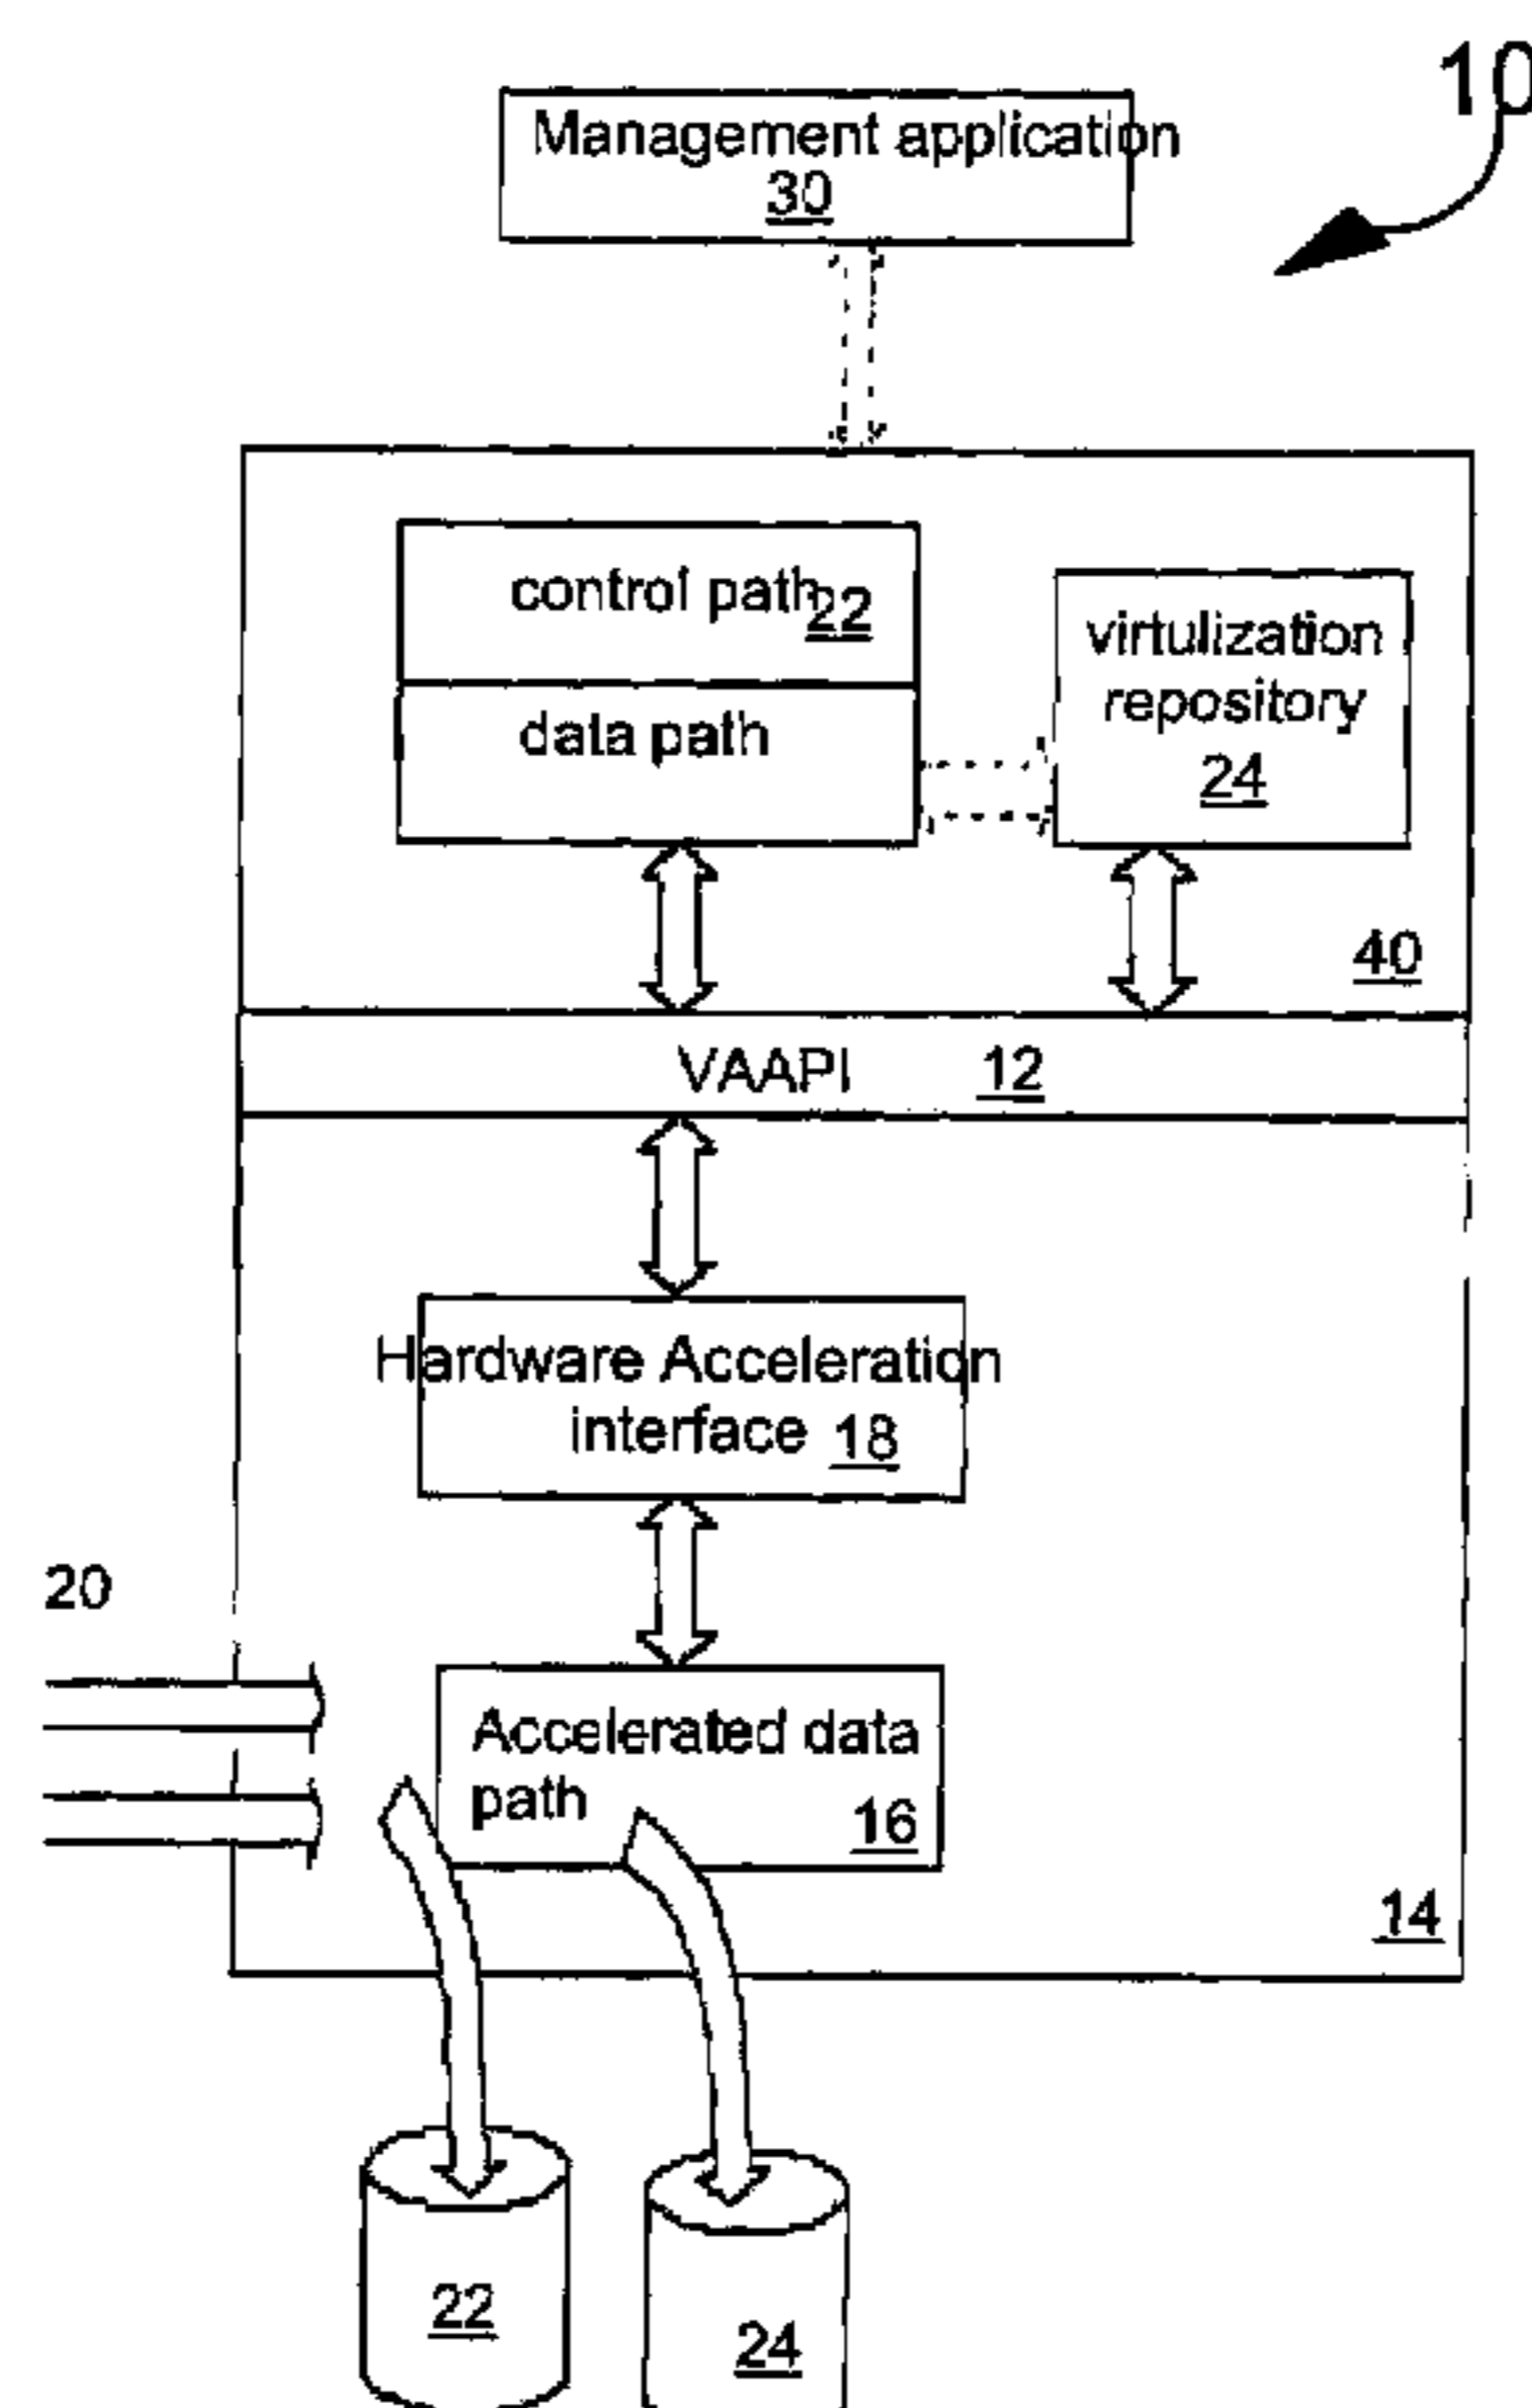 10
Management application
30
control path 22
data path
virtulization
repository
24
40
VAAPI 12
Hardware Acceleration
interface 18
20
Accelerated data
path 16
14
22
24